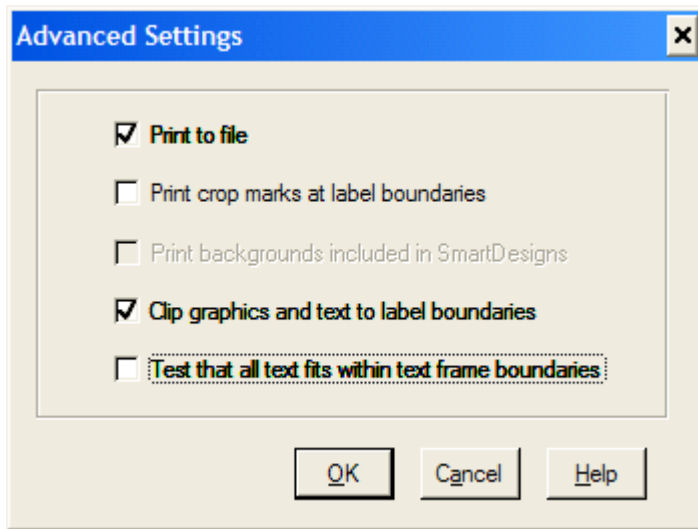 Advanced Settings
Print to file
Print crop marks at label boundaries
Print backgrounds included in SmartDesigns
Clip graphics and text to label boundaries
Test that all text fits within text frame boundaries
OK Cancel Help